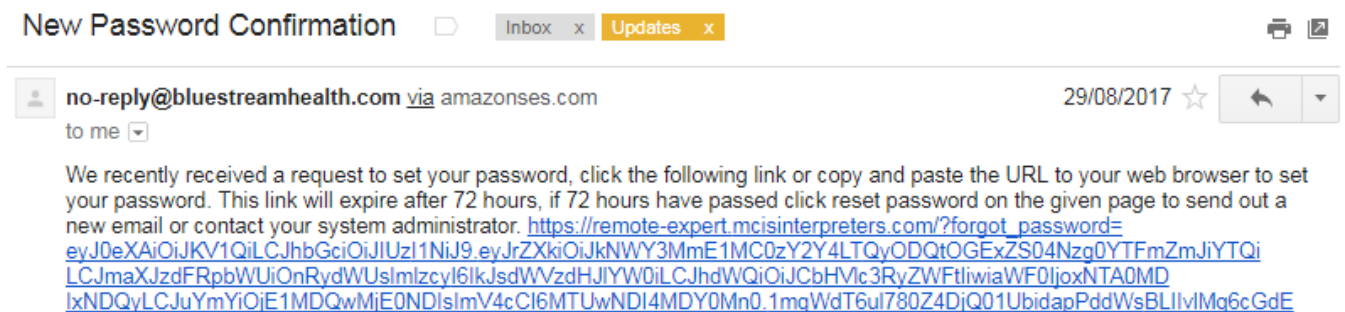 New Password Confirmation Inbox x Updates x
no-reply@bluestreamhealth.com via amazonses.com 29/08/2017
to me
We recently received a request to set your password, click the following link or copy and paste the URL to your web browser to set
your password. This link will expire after 72 hours, if 72 hours have passed click reset password on the given page to send out a
new email or contact your system administrator. https://remote-expert.mcisinterpreters.com/?forgot_password=
eyJ0eXAiOiJKV1QiLCJhbGciOiJIUzI1NiJ9.eyJrZXkiOiJkNWY3MmE1MC0zY2Y4LTQyODQtOGExZS04Nzg0YTFmZmJiYTQi
LCJmaXJzdFRpbWUiOnRydWUsImlzcyI6IkJsdWVzdHJlYW0iLCJhdWQiOiJCbHVlc3RyZWFtIiwiaWF0IjoxNTA0MD
IxNDQyLCJuYmYiOjE1MDQwMjE0NDIsImV4cCI6MTUwNDI4MDY0Mn0.1mqWdT6ul780Z4DjQ01UbidapPddWsBLIIvlMq6cGdE